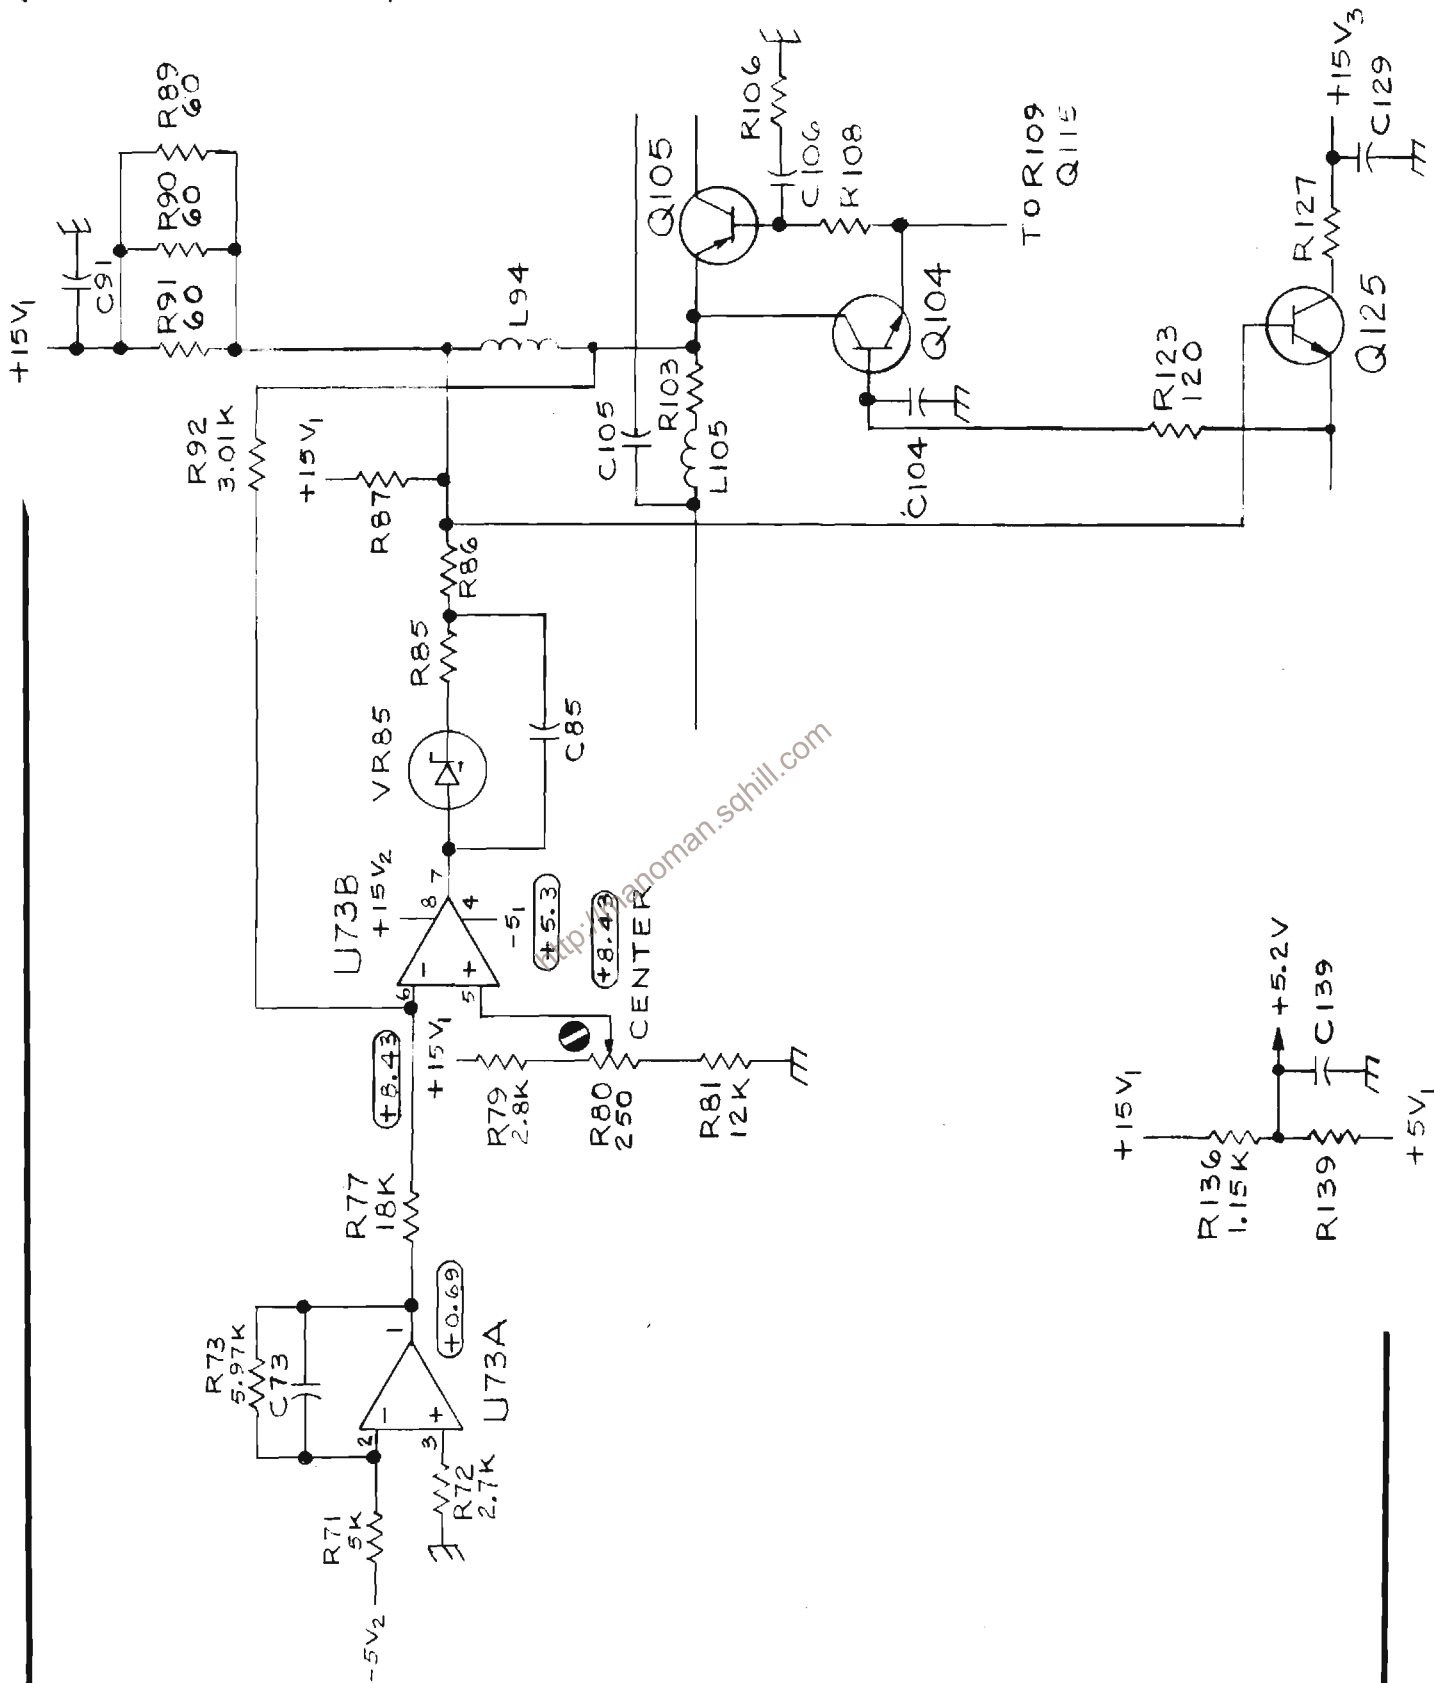 +15V1
C91
R91
60
R90
60
R89
60
R92
3.01K
+15V1
R87
L94
C105
R103
L105
Q105
R106
C106
R108
TO R109
Q115
Q104
C104
R123
120
Q125
R127
+15V3
C129
R86
R85
VR85
C85
U73B
+15V2
8
7
4
-51
6
5
-
+
+5.3
+8.43
CENTER
+8.43
+15V1
R79
2.8K
R80
250
R81
12K
R77
18K
+0.69
R73
5.97K
C73
1
2
3
-
+
U73A
R71
5K
R72
2.7K
-5V2
+15V1
R136
1.15K
+5.2V
C139
R139
+5V1
http://manoman.sqhill.com